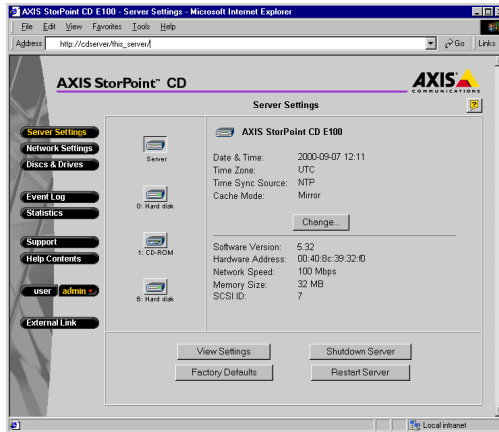 AXIS StorPoint CD E100 - Server Settings - Microsoft Internet Explorer
File Edit View Favorites Tools Help
Address http://cdserver/this_server/ Go Links
AXIS StorPoint™ CD
AXIS
COMMUNICATIONS
Server Settings
?
Server Settings
Network Settings
Discs & Drives
Event Log
Statistics
Support
Help Contents
user admin
External Link
Server
0: Hard disk
1: CD-ROM
6: Hard disk
AXIS StorPoint CD E100
Date & Time: 2000-09-07 12:11
Time Zone: UTC
Time Sync Source: NTP
Cache Mode: Mirror
Change...
Software Version: 5.32
Hardware Address: 00:40:8c:39:32:f0
Network Speed: 100 Mbps
Memory Size: 32 MB
SCSI ID: 7
View Settings Shutdown Server
Factory Defaults Restart Server
Local intranet